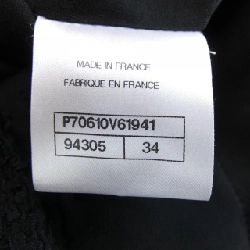 MADE IN FRANCE
FABRIQUE EN FRANCE
P70610V61941
94305 34